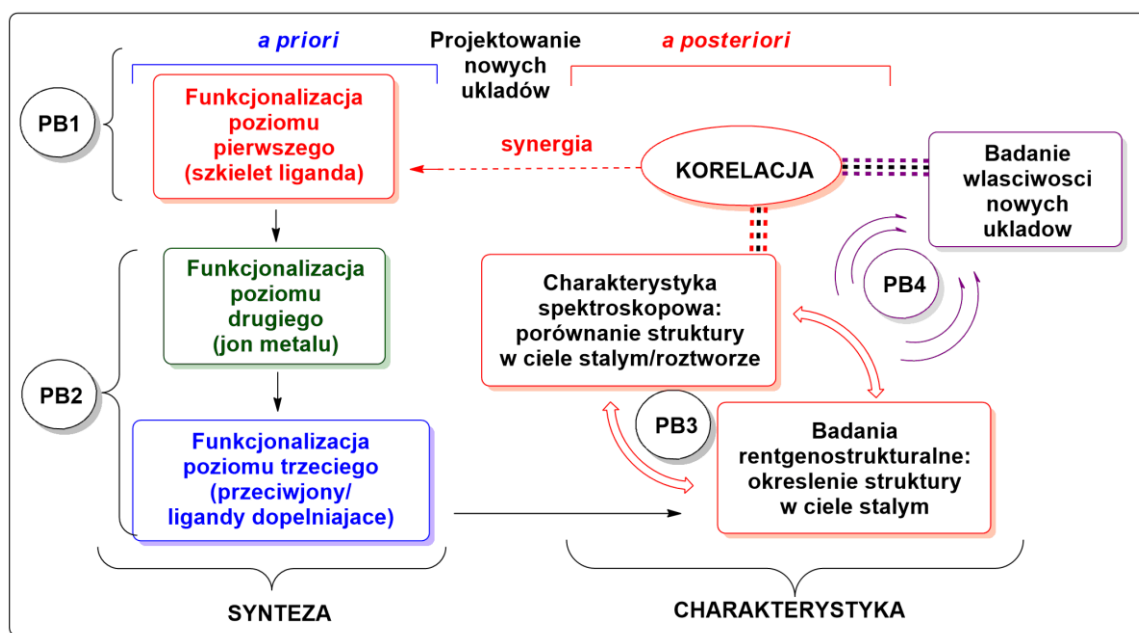 a priori
Projektowanie
nowych
ukladów
a posteriori
PB1
Funkcjonalizacja
poziomu
pierwszego
(szkielet liganda)
synergia
KORELACJA
Badanie
wlasciwosci
nowych
ukladow
PB2
Funkcjonalizacja
poziomu
drugiego
(jon metalu)
Charakterystyka
spektroskopowa:
porównanie struktury
w ciele stalym/roztworze
PB4
PB3
Funkcjonalizacja
poziomu trzeciego
(przeciwjony/
ligandy dopelniajace)
Badania
rentgenostrukturalne:
okreslenie struktury
w ciele stalym
SYNTEZA
CHARAKTERYSTYKA